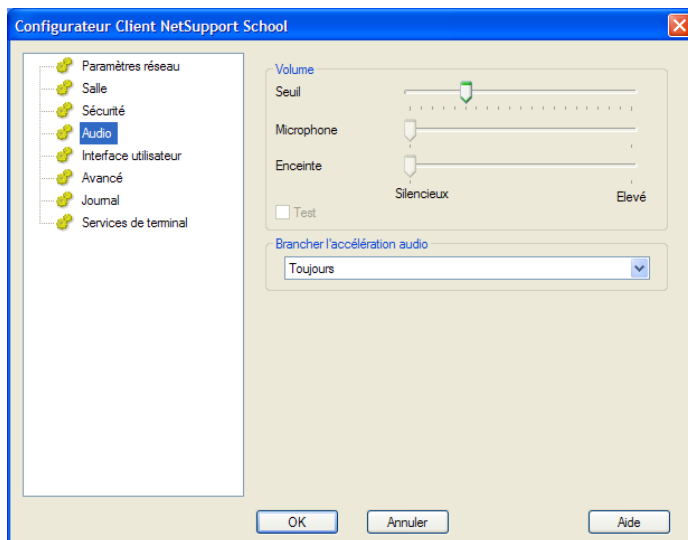 Configurateur Client NetSupport School
Paramètres réseau
Salle
Sécurité
Audio
Interface utilisateur
Avancé
Journal
Services de terminal
Volume
Seuil
Microphone
Enceinte
Silencieux
Elevé
Test
Brancher l'accélération audio
Toujours
OK
Annuler
Aide